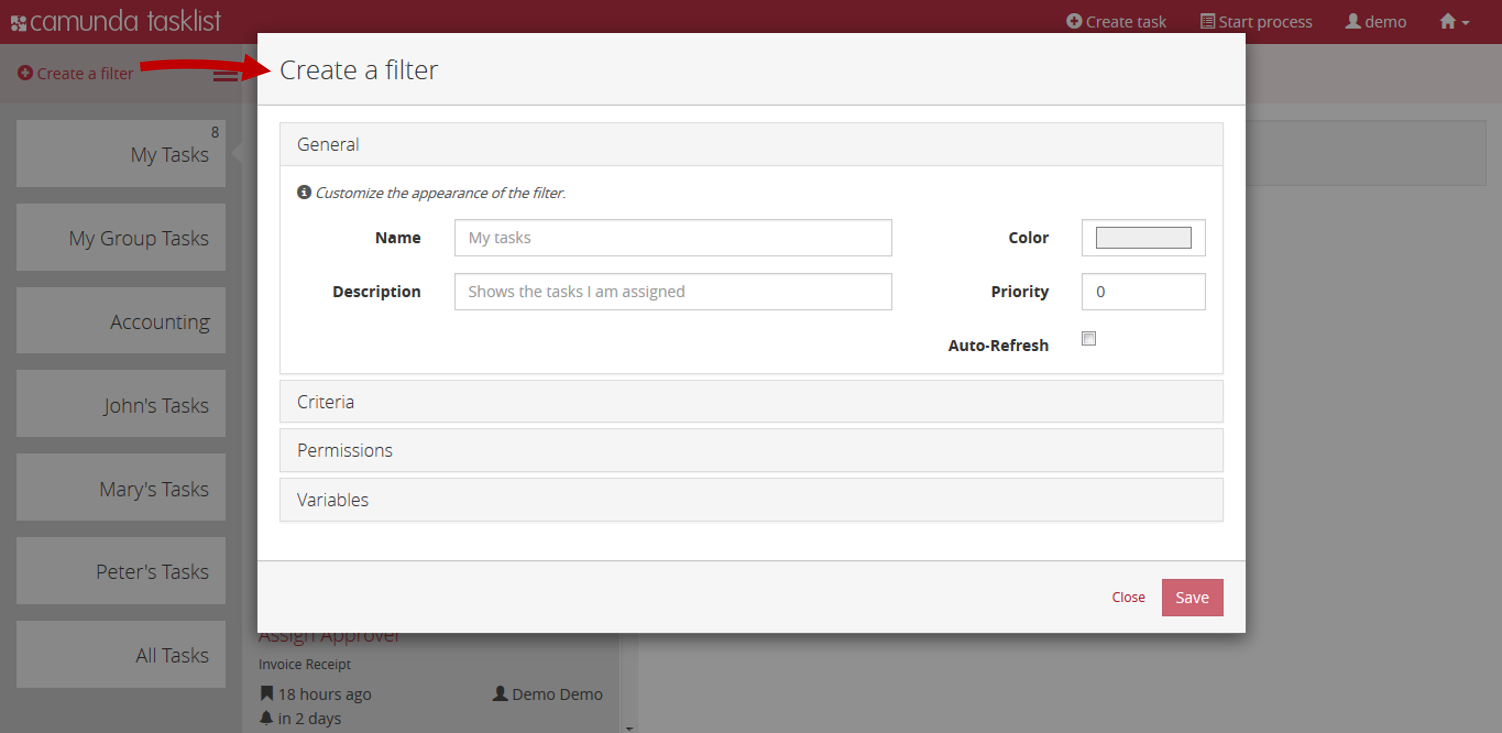 camunda tasklist
Create task
Start process
demo
Create a filter
Create a filter
8
My Tasks
My Group Tasks
Accounting
John's Tasks
Mary's Tasks
Peter's Tasks
All Tasks
General
Customize the appearance of the filter.
Name
My tasks
Color
Description
Shows the tasks I am assigned
Priority
0
Auto-Refresh
Criteria
Permissions
Variables
Close
Save
Assign Approver
Invoice Receipt
18 hours ago
Demo Demo
in 2 days